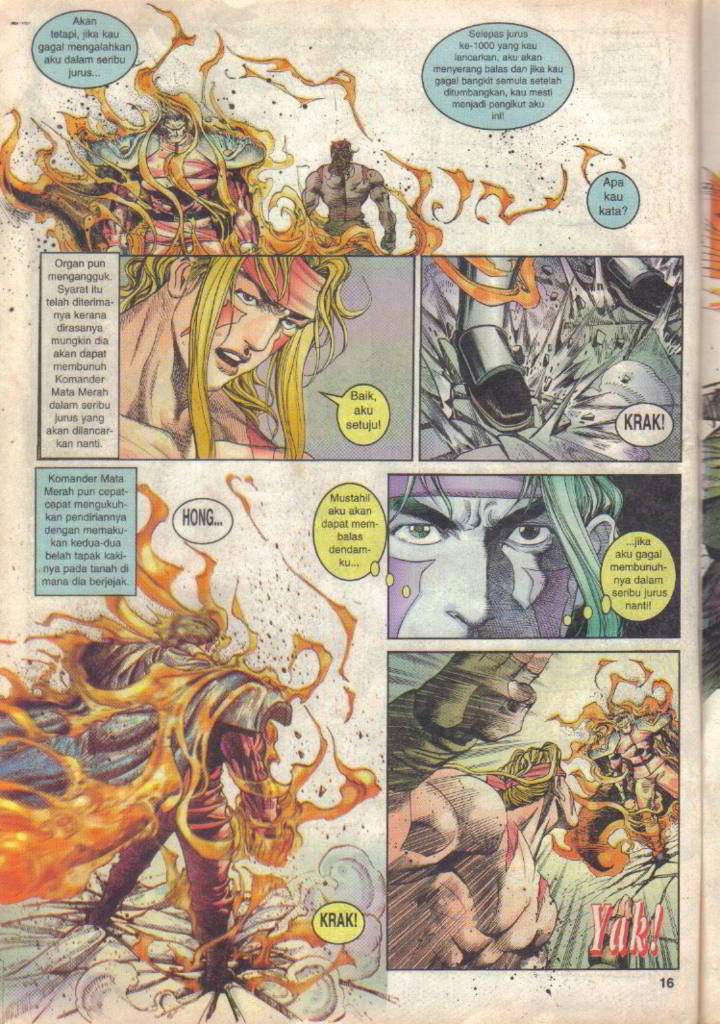 Akan
tetapi, jika kau
gagal mengalahkan
aku dalam seribu
jurus...
Selepas jurus
ke-1000 yang kau
lancarkan, aku akan
menyerang balas dan jika kau
gagal bangkit semula setelah
ditumbangkan, kau mesti
menjadi pengikut aku
ini!
Apa
kau
kata?
Organ pun
mengangguk.
Syarat itu
telah diterima-
nya kerana
dirasanya
mungkin dia
akan dapat
membunuh
Komander
Mata Merah
dalam seribu
jurus yang
akan dilancar-
kan nanti.
Baik,
aku
setuju!
KRAK!
Komander Mata
Merah pun cepat-
cepat mengukuh-
kan pendiriannya
dengan memaku-
kan kedua-dua
belah tapak kaki-
nya pada tanah di
mana dia berjejak.
HONG...
Mustahil
aku akan
dapat mem-
balas
dendam-
ku...
...jika
aku gagal
membunuh-
nya dalam
seribu jurus
nanti!
KRAK!
Yak!
16